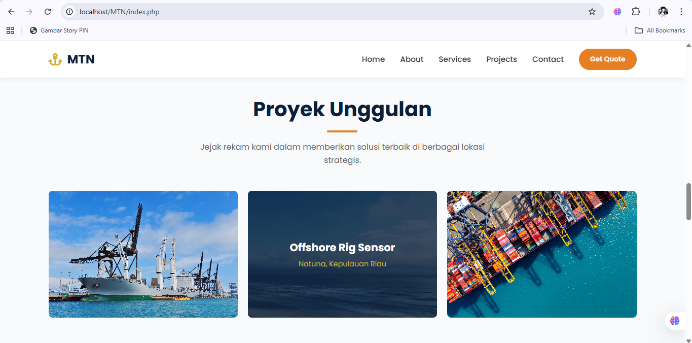 localhost/MTN/index.php
Gambar Story PIN
All Bookmarks
MTN
Home
About
Services
Projects
Contact
Get Quote
Proyek Unggulan
Jejak rekam kami dalam memberikan solusi terbaik di berbagai lokasi
strategis.
Offshore Rig Sensor
Natuna, Kepulauan Riau